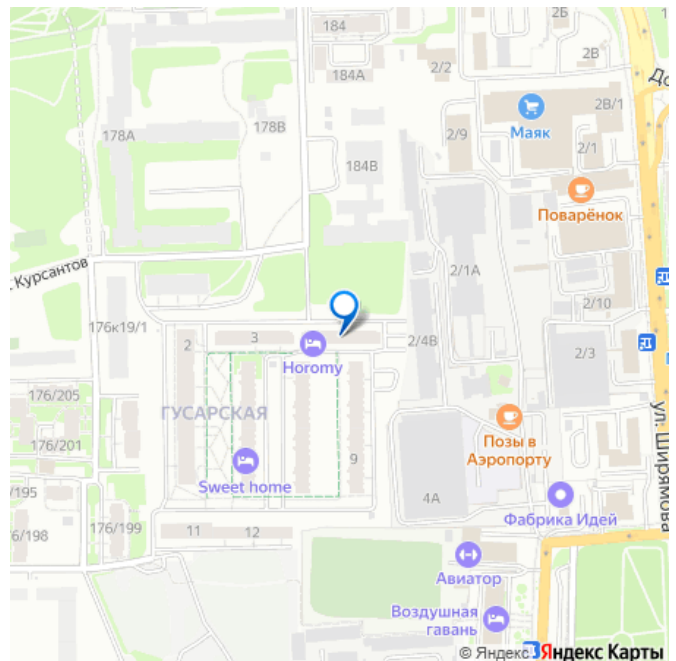 184
2Б
1
184А
2/2
2В
До
2В/1
178А
178В
2/9
Маяк
2/1
184В
Поварёнок
с Курсантов
2/1А
2/10
176к19/1
2
3
2/4В
2/3
Horomy
176/205
ГУСАРСКАЯ
ул. Ширямова
176/201
9
Позы в
Аэропорту
Sweet home
/195
4А
Фабрика Идей
6/198
176/199
11
12
Авиатор
Воздушная
гавань
© Яндекс
Яндекс Карты